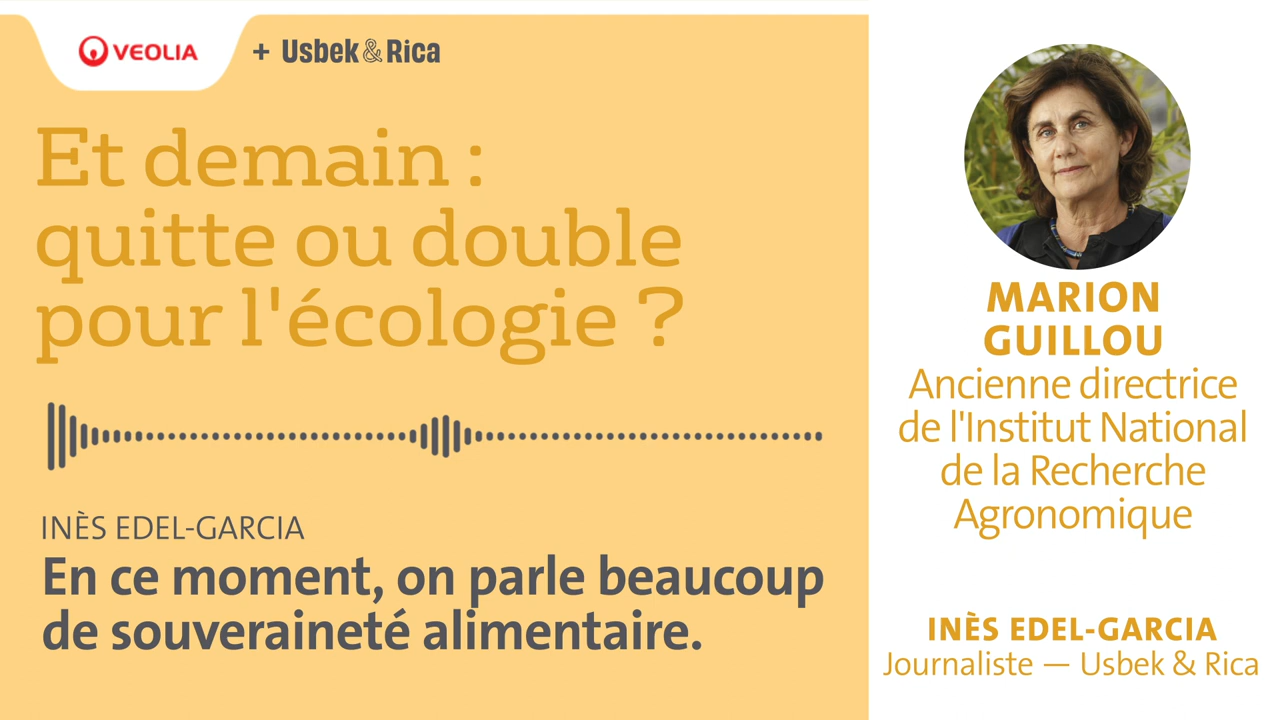 VEOLIA + Usbek & Rica
Et demain :
quitte ou double
pour l'écologie ?
INÈS EDEL-GARCIA
En ce moment, on parle beaucoup
de souveraineté alimentaire.
MARION
GUILLOU
Ancienne directrice
de l'Institut National
de la Recherche
Agronomique
INÈS EDEL-GARCIA
Journaliste — Usbek & Rica